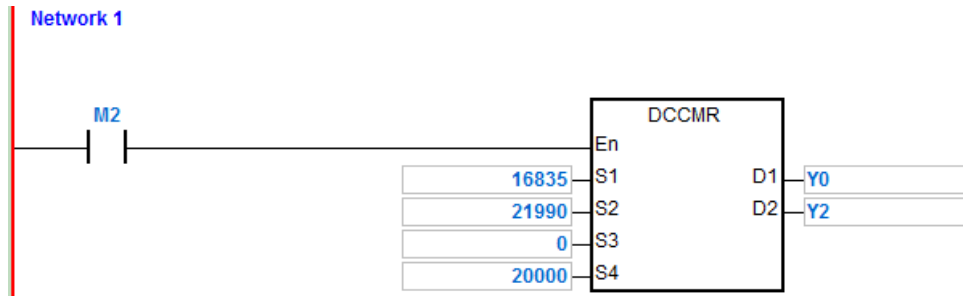 Network 1
M2
DCCMR
En
16835 S1 D1 Y0
21990 S2 D2 Y2
0 S3
20000 S4